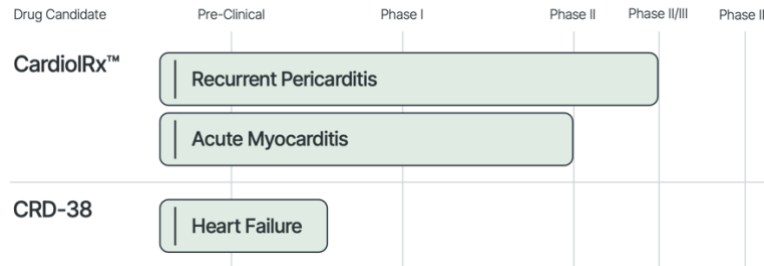 Drug Candidate Pre-Clinical Phase I Phase II Phase II/III Phase II
CardiolRx™
Recurrent Pericarditis
Acute Myocarditis
CRD-38
Heart Failure